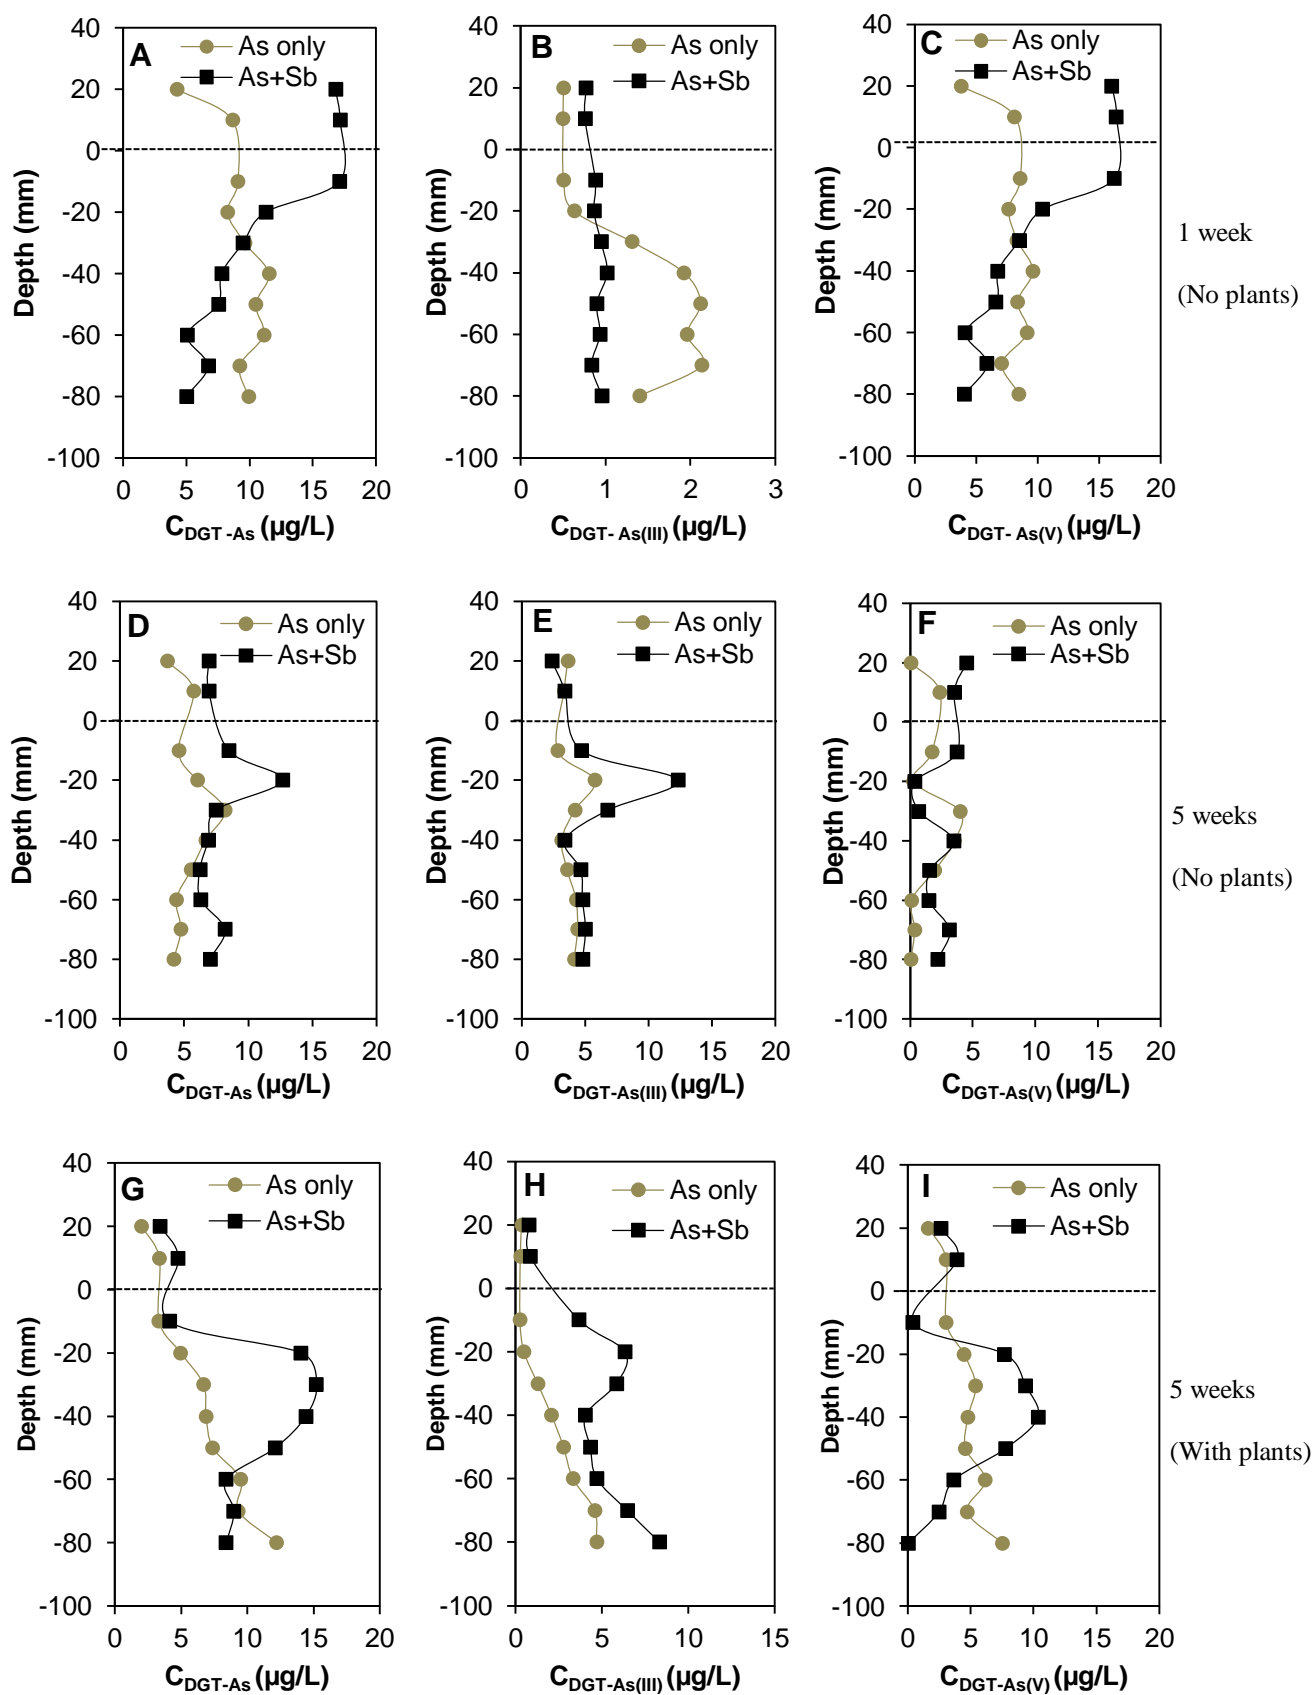 A
As only
As+Sb
40
20
0
-20
-40
-60
-80
-100
Depth (mm)
0 5 10 15 20
CDGT-As (µg/L)
B
As only
As+Sb
40
20
0
-20
-40
-60
-80
-100
Depth (mm)
0 1 2 3
CDGT-As(III) (µg/L)
C
As only
As+Sb
40
20
0
-20
-40
-60
-80
-100
Depth (mm)
0 5 10 15 20
CDGT-As(V) (µg/L)
1 week
(No plants)
D
As only
As+Sb
40
20
0
-20
-40
-60
-80
-100
Depth (mm)
0 5 10 15 20
CDGT-As (µg/L)
E
As only
As+Sb
40
20
0
-20
-40
-60
-80
-100
Depth (mm)
0 5 10 15 20
CDGT-As(III) (µg/L)
F
As only
As+Sb
40
20
0
-20
-40
-60
-80
-100
Depth (mm)
0 5 10 15 20
CDGT-As(V) (µg/L)
5 weeks
(No plants)
G
As only
As+Sb
40
20
0
-20
-40
-60
-80
-100
Depth (mm)
0 5 10 15 20
CDGT-As (µg/L)
H
As only
As+Sb
40
20
0
-20
-40
-60
-80
-100
Depth (mm)
0 5 10 15
CDGT-As(III) (µg/L)
I
As only
As+Sb
40
20
0
-20
-40
-60
-80
-100
Depth (mm)
0 5 10 15 20
CDGT-As(V) (µg/L)
5 weeks
(With plants)